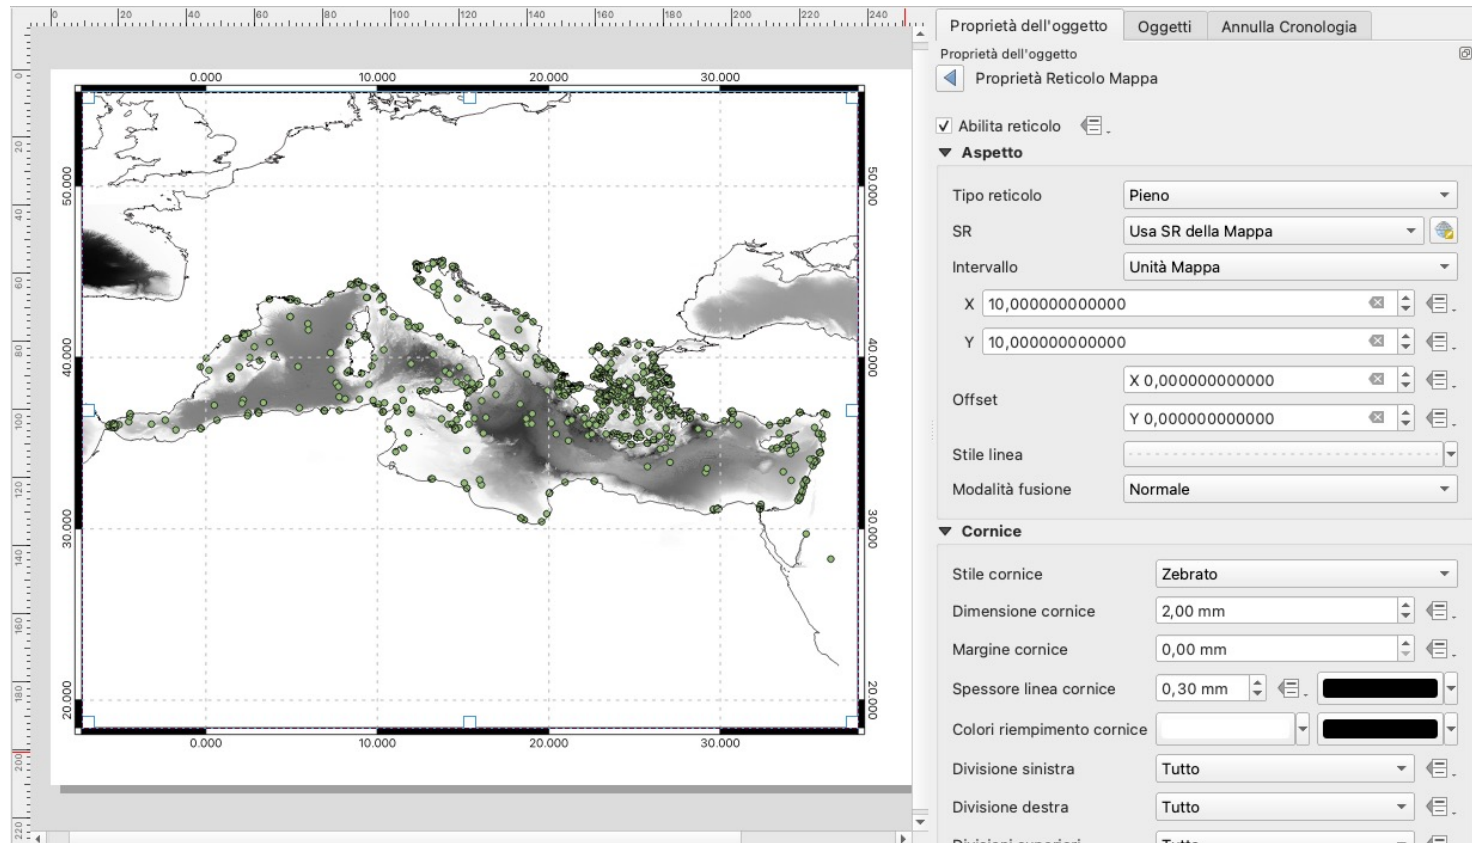 0 20 40 60 80 100 120 140 160 180 200 220 240
0 20 40 60 80 100 120 140 160 180 200 220
0.000 10.000 20.000 30.000
50.000 50.000
40.000 40.000
30.000 30.000
20.000 20.000
0.000 10.000 20.000 30.000
Proprietà dell'oggetto Oggetti Annulla Cronologia
Proprietà dell'oggetto
Proprietà Reticolo Mappa
Abilita reticolo
Aspetto
Tipo reticolo Pieno
SR Usa SR della Mappa
Intervallo Unità Mappa
X 10,000000000000
Y 10,000000000000
Offset X 0,000000000000
Y 0,000000000000
Stile linea
Modalità fusione Normale
Cornice
Stile cornice Zebrato
Dimensione cornice 2,00 mm
Margine cornice 0,00 mm
Spessore linea cornice 0,30 mm
Colori riempimento cornice
Divisione sinistra Tutto
Divisione destra Tutto
Divisioni superiori Tutto